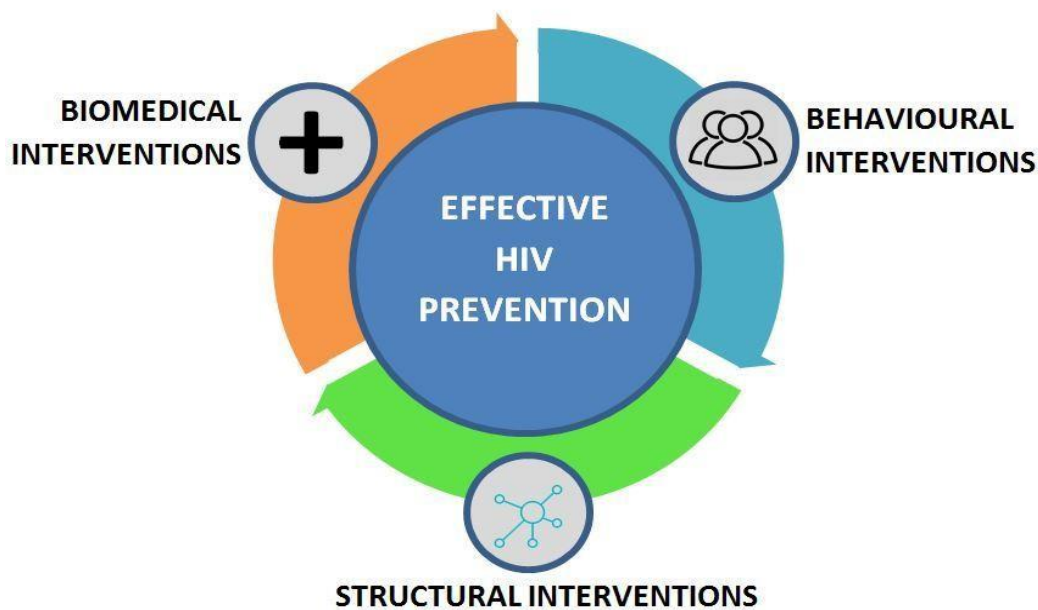 BIOMEDICAL
INTERVENTIONS
BEHAVIOURAL
INTERVENTIONS
EFFECTIVE
HIV
PREVENTION
STRUCTURAL INTERVENTIONS